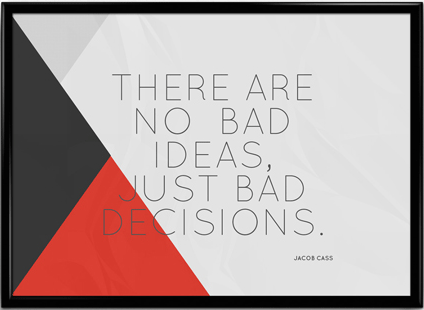 THERE ARE
NO BAD
IDEAS,
JUST BAD
DECISIONS.
JACOB CASS